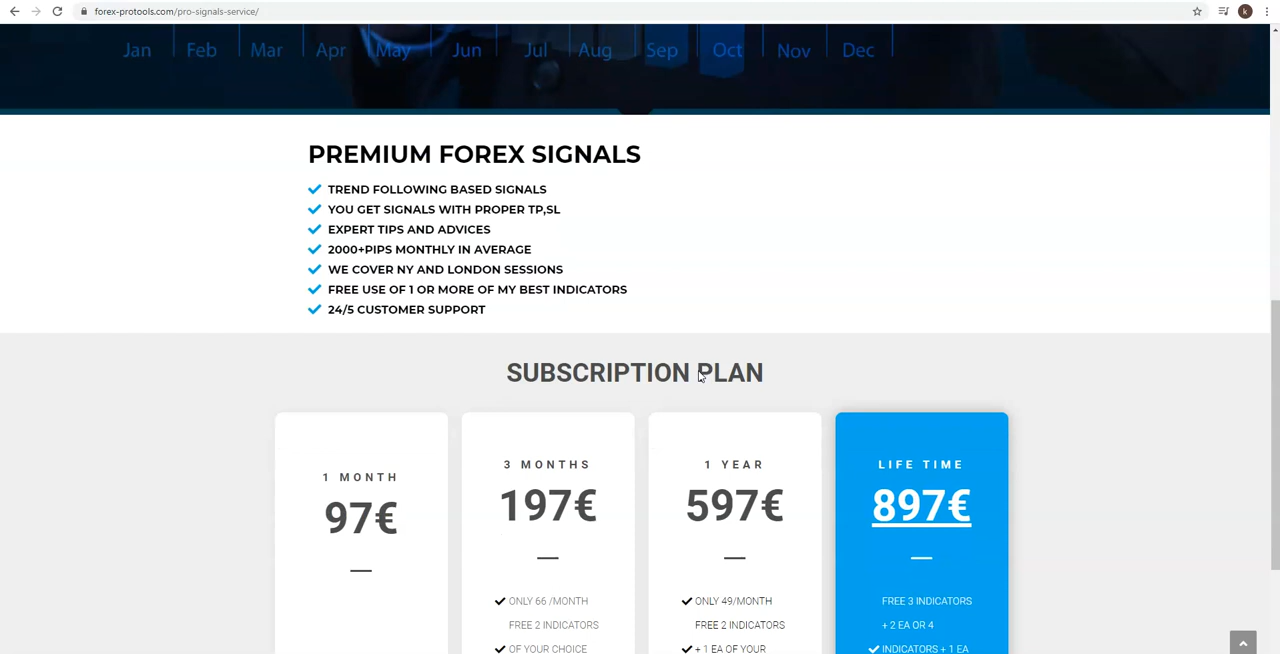 forex-protools.com/pro-signals-service/
k
Jan Feb Mar Apr May Jun Jul Aug Sep Oct Nov Dec
PREMIUM FOREX SIGNALS
TREND FOLLOWING BASED SIGNALS
YOU GET SIGNALS WITH PROPER TP,SL
EXPERT TIPS AND ADVICES
2000+PIPS MONTHLY IN AVERAGE
WE COVER NY AND LONDON SESSIONS
FREE USE OF 1 OR MORE OF MY BEST INDICATORS
24/5 CUSTOMER SUPPORT
SUBSCRIPTION PLAN
1 MONTH
97€
3 MONTHS
197€
ONLY 66 /MONTH
FREE 2 INDICATORS
OF YOUR CHOICE
1 YEAR
597€
ONLY 49/MONTH
FREE 2 INDICATORS
+ 1 EA OF YOUR
LIFE TIME
897€
FREE 3 INDICATORS
+ 2 EA OR 4
INDICATORS + 1 EA